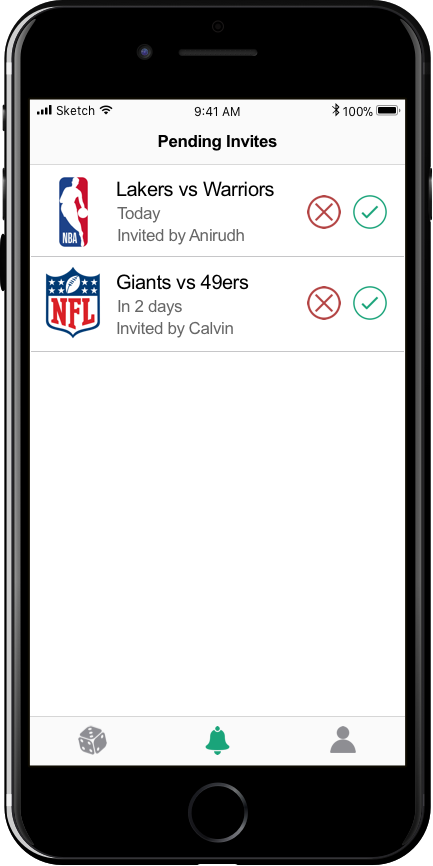 Sketch 9:41 AM 100%
Pending Invites
NBA
Lakers vs Warriors
Today
Invited by Anirudh
NFL
Giants vs 49ers
In 2 days
Invited by Calvin